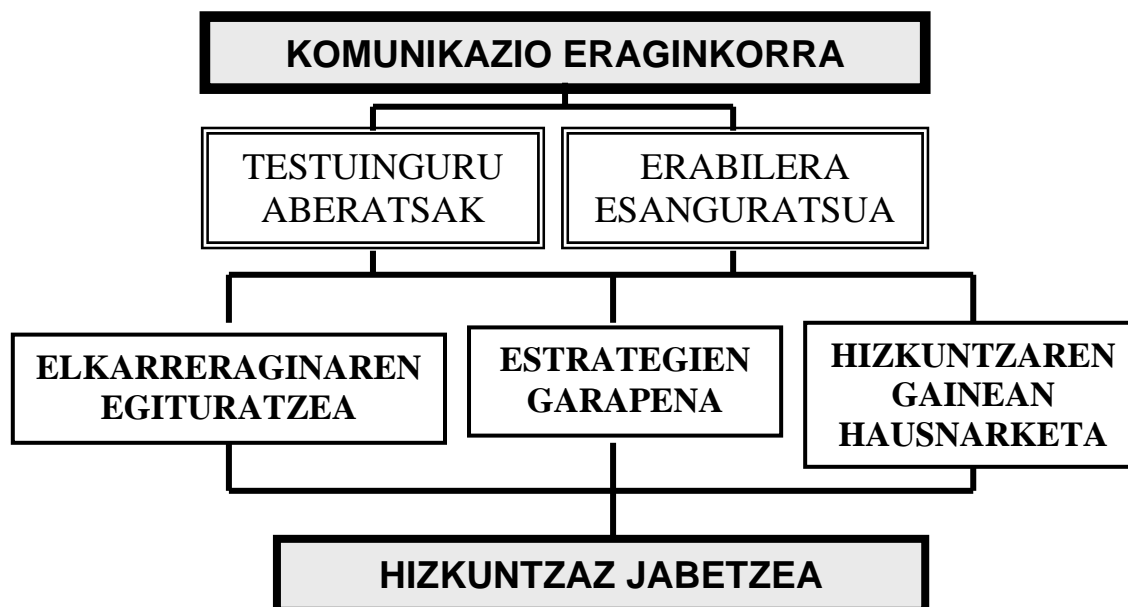 KOMUNIKAZIO ERAGINKORRA
TESTUINGURU
ABERATSAK
ERABILERA
ESANGURATSUA
ELKARRERAGINAREN
EGITURATZEA
ESTRATEGIEN
GARAPENA
HIZKUNTZAREN
GAINEAN
HAUSNARKETA
HIZKUNTZAZ JABETZEA